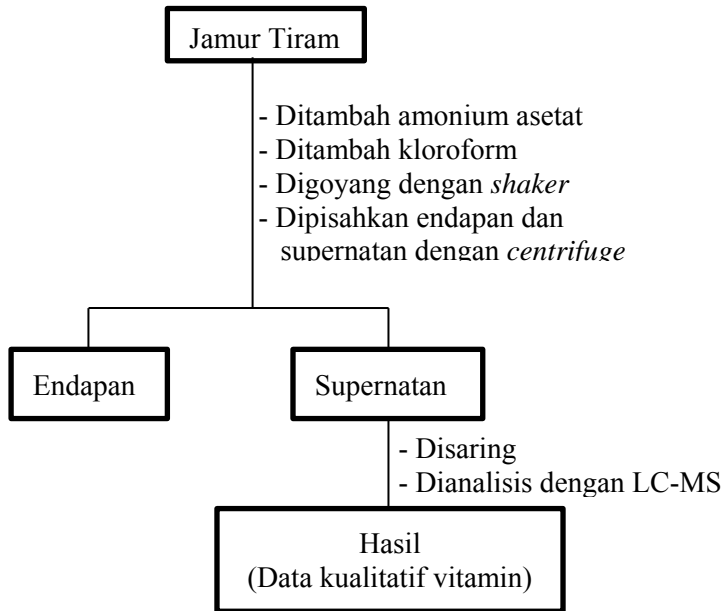 Jamur Tiram
- Ditambah amonium asetat
- Ditambah kloroform
- Digoyang dengan shaker
- Dipisahkan endapan dan
supernatan dengan centrifuge
Endapan
Supernatan
- Disaring
- Dianalisis dengan LC-MS
Hasil
(Data kualitatif vitamin)